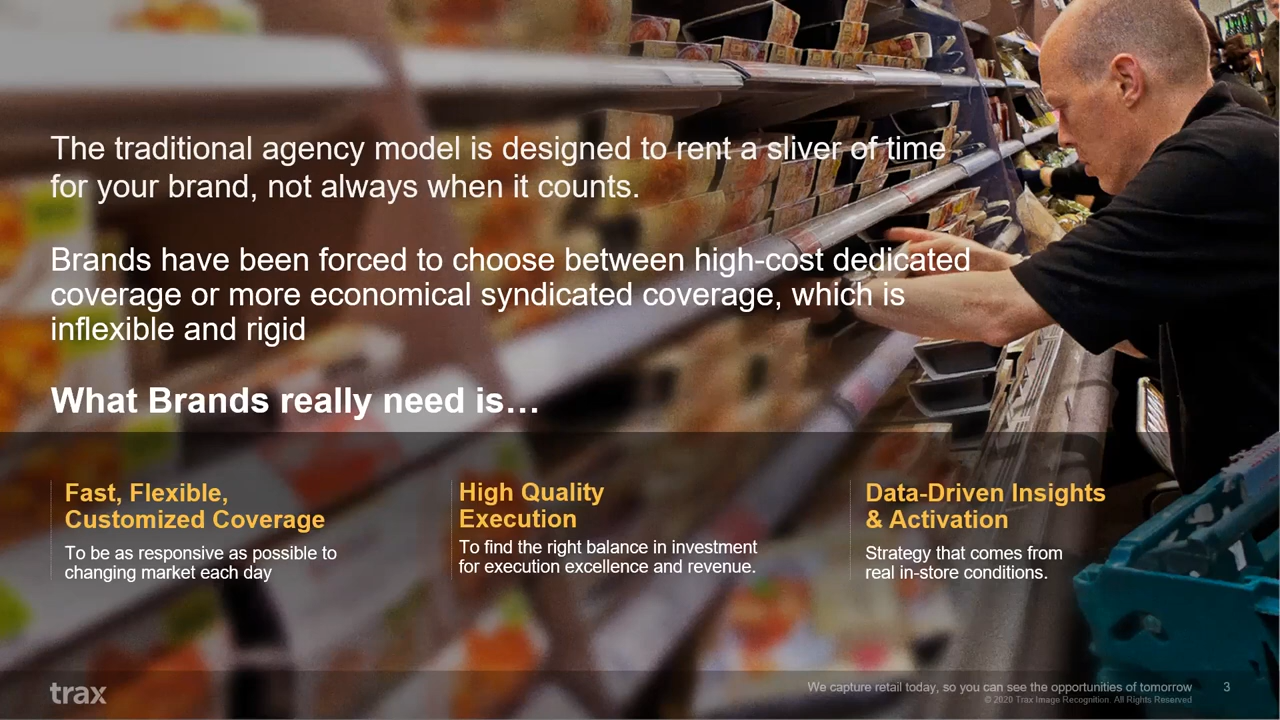 The traditional agency model is designed to rent a sliver of time
for your brand, not always when it counts.
Brands have been forced to choose between high-cost dedicated
coverage or more economical syndicated coverage, which is
inflexible and rigid
What Brands really need is…
Fast, Flexible,
Customized Coverage
To be as responsive as possible to
changing market each day
High Quality
Execution
To find the right balance in investment
for execution excellence and revenue.
Data-Driven Insights
& Activation
Strategy that comes from
real in-store conditions.
trax
We capture retail today, so you can see the opportunities of tomorrow
3
© 2020 Trax Image Recognition. All Rights Reserved